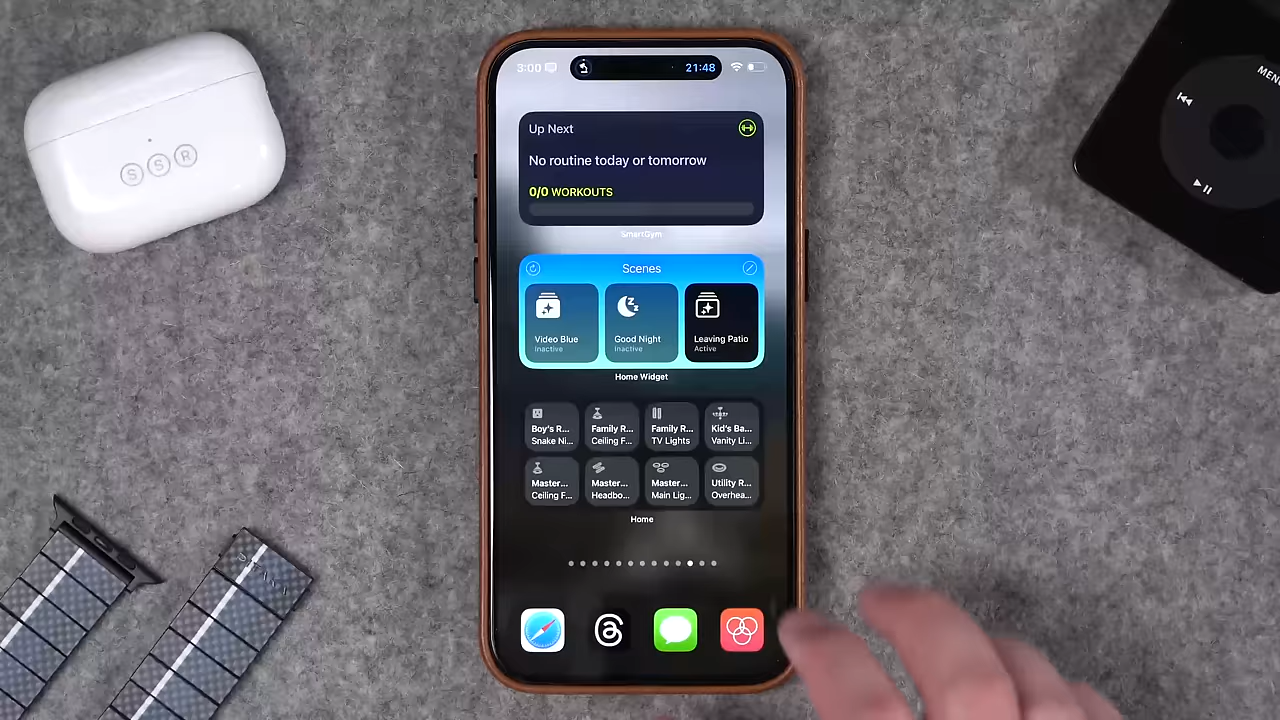 S S R
MENU
3:00
21:48
Up Next
No routine today or tomorrow
0/0 WORKOUTS
SmartGym
Scenes
Video Blue
Inactive
Good Night
Inactive
Leaving Patio
Active
Home Widget
Boy's R...
Snake Ni...
Family R...
Ceiling F...
Family R...
TV Lights
Kid's Ba...
Vanity Li...
Master...
Ceiling F...
Master...
Headbo...
Master...
Main Lig...
Utility R...
Overhea...
Home